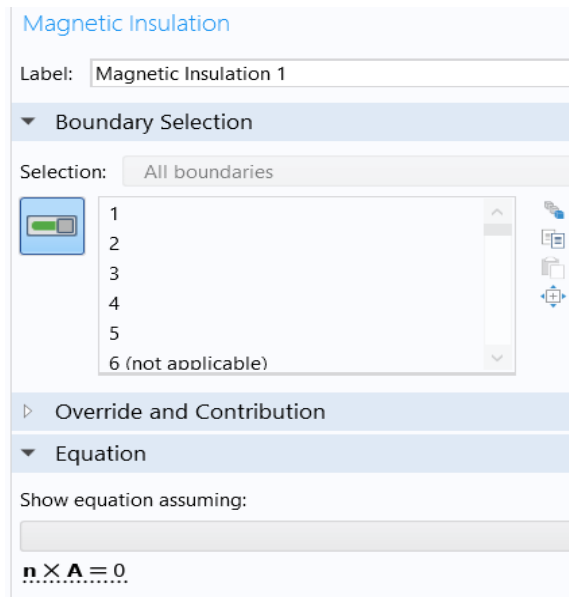 Magnetic Insulation
Label: Magnetic Insulation 1
Boundary Selection
Selection: All boundaries
1
2
3
4
5
6 (not applicable)
Override and Contribution
Equation
Show equation assuming:
n × A = 0